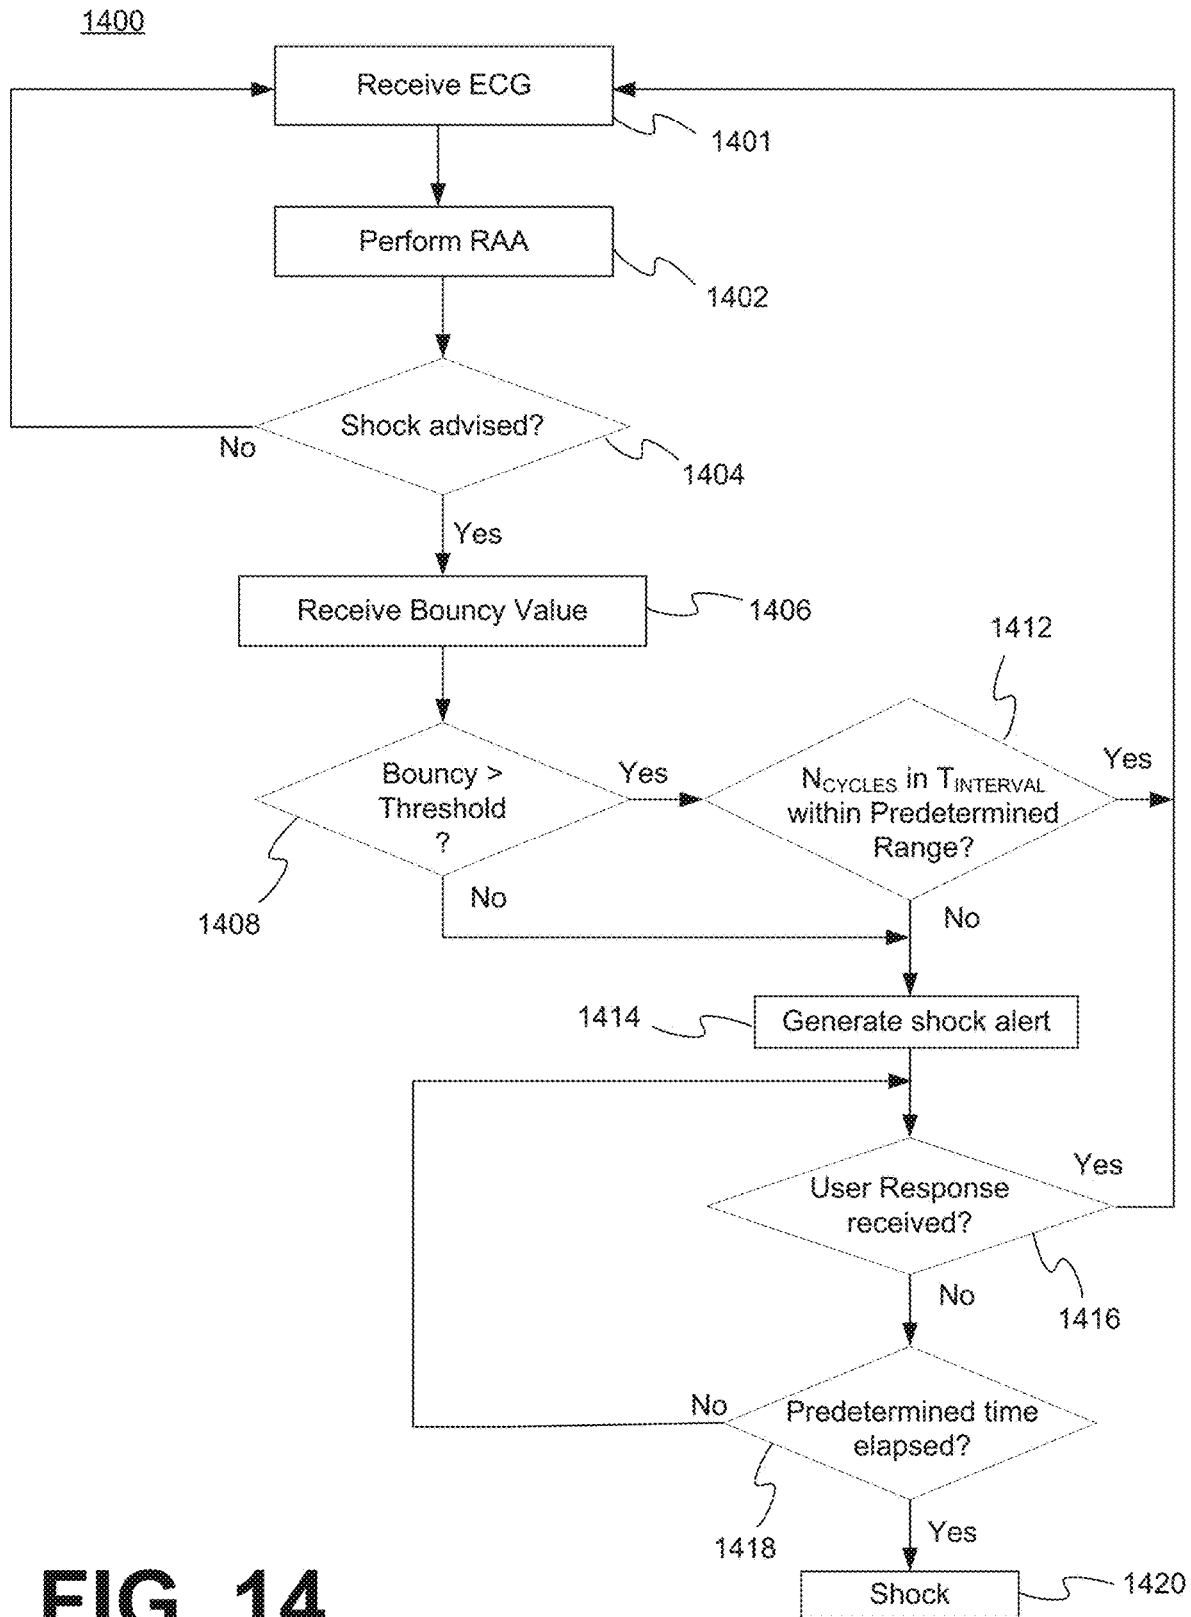 1400
Receive ECG
1401
Perform RAA
1402
Shock advised?
No
1404
Yes
Receive Bouncy Value
1406
1412
Bouncy >
Threshold
?
Yes
N_CYCLES in T_INTERVAL
within Predetermined
Range?
Yes
No
1408
No
1414
Generate shock alert
User Response
received?
Yes
No
1416
No
Predetermined time
elapsed?
1418
Yes
Shock
1420
FIG. 14